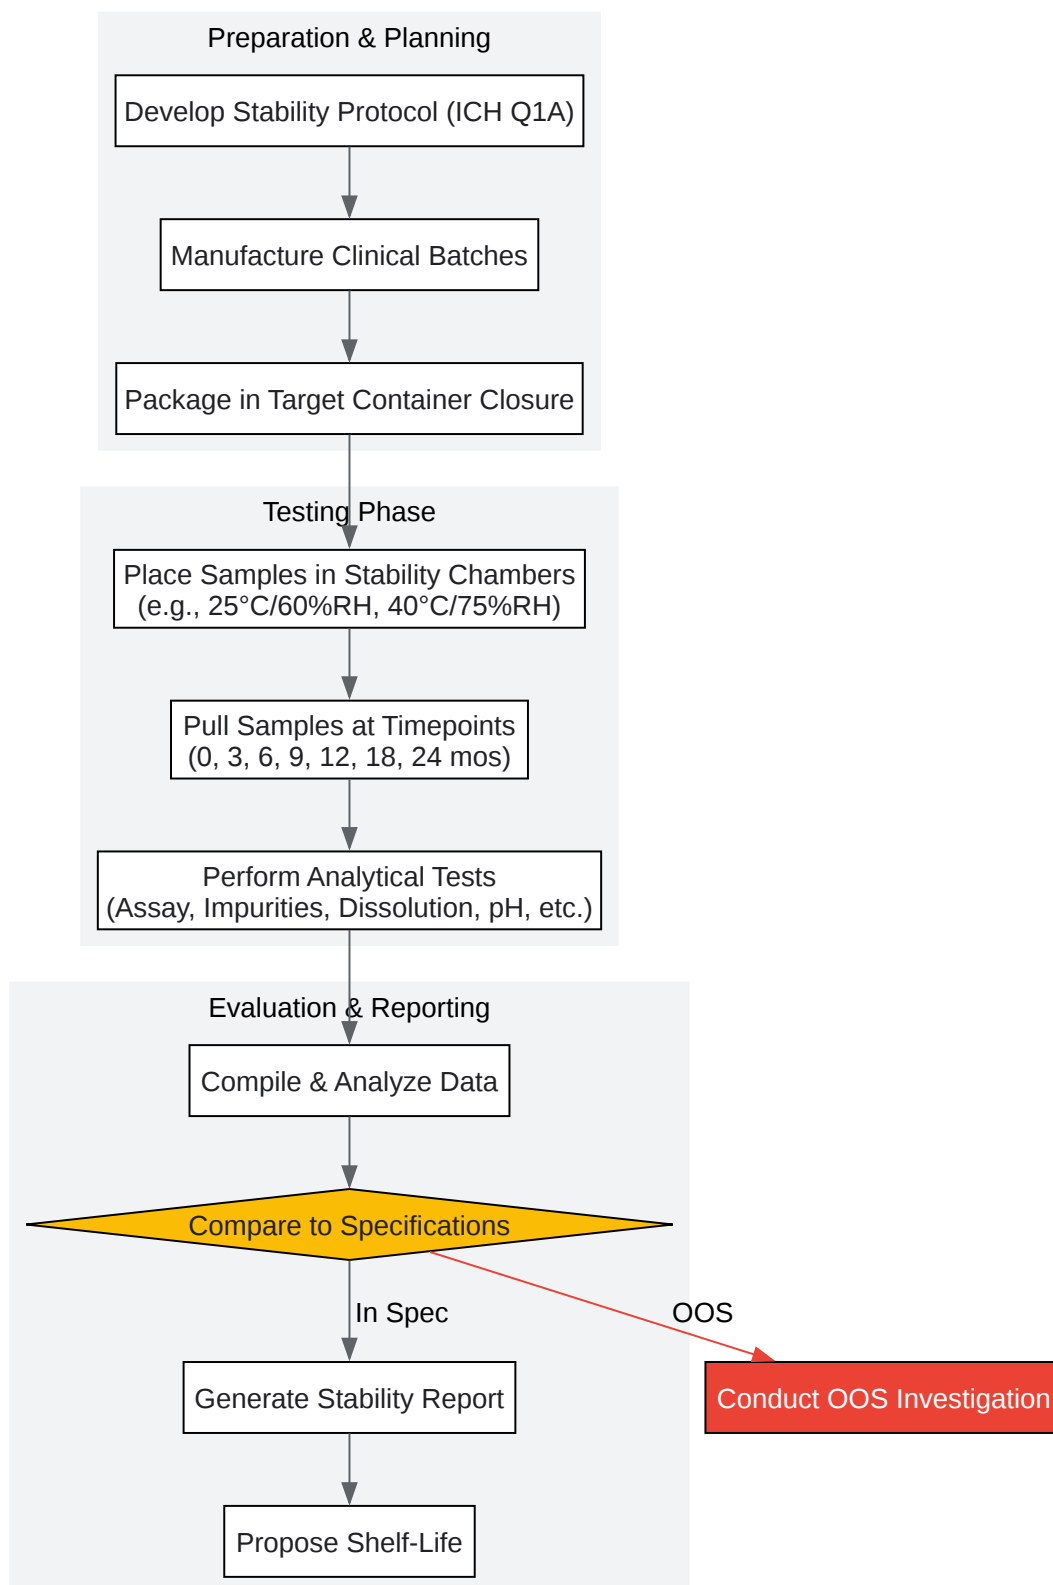 Preparation & Planning
Develop Stability Protocol (ICH Q1A)
Manufacture Clinical Batches
Package in Target Container Closure
Testing Phase
Place Samples in Stability Chambers
(e.g., 25°C/60%RH, 40°C/75%RH)
Pull Samples at Timepoints
(0, 3, 6, 9, 12, 18, 24 mos)
Perform Analytical Tests
(Assay, Impurities, Dissolution, pH, etc.)
Evaluation & Reporting
Compile & Analyze Data
Compare to Specifications
In Spec
OOS
Generate Stability Report
Conduct OOS Investigation
Propose Shelf-Life